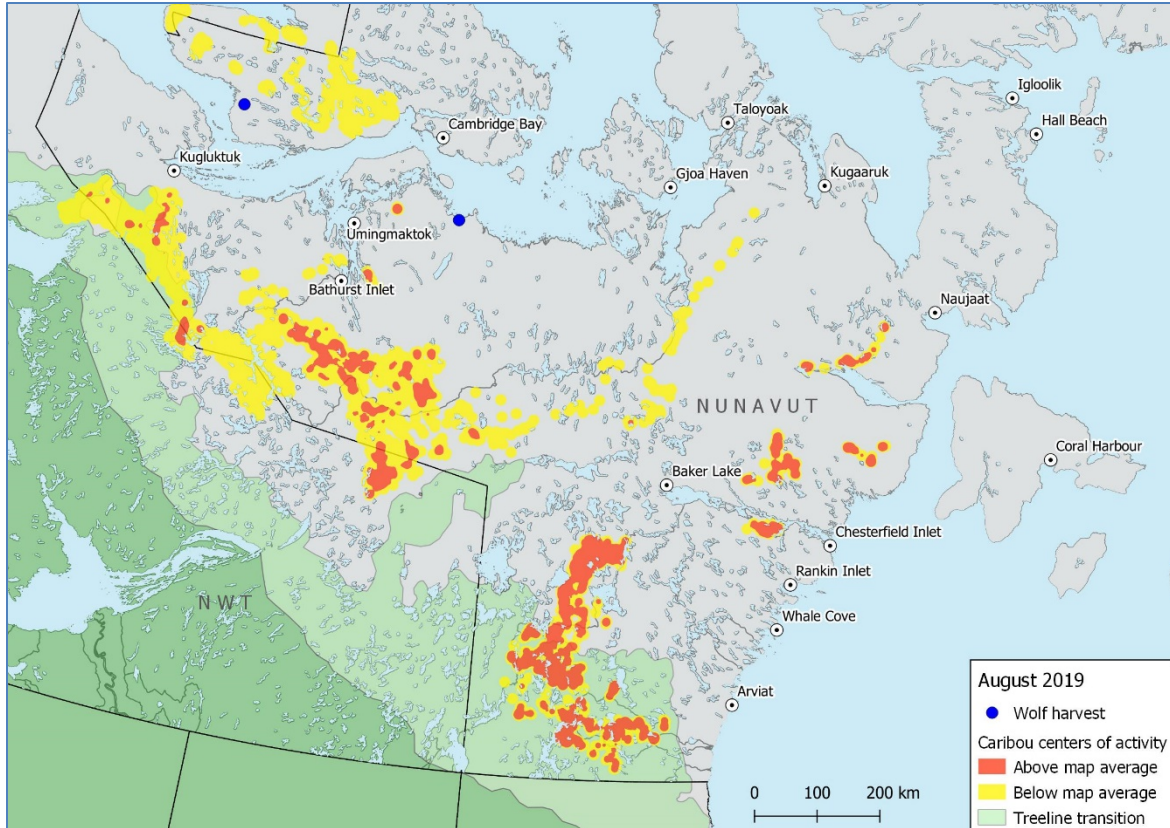 Igloolik
Taloyoak
Hall Beach
Cambridge Bay
Kugluktuk
Gjoa Haven
Kugaaruk
Umingmaktok
Bathurst Inlet
Naujaat
NUNAVUT
Coral Harbour
Baker Lake
Chesterfield Inlet
Rankin Inlet
NWT
Whale Cove
Arviat
August 2019
Wolf harvest
Caribou centers of activity
Above map average
Below map average
Treeline transition
0 100 200 km